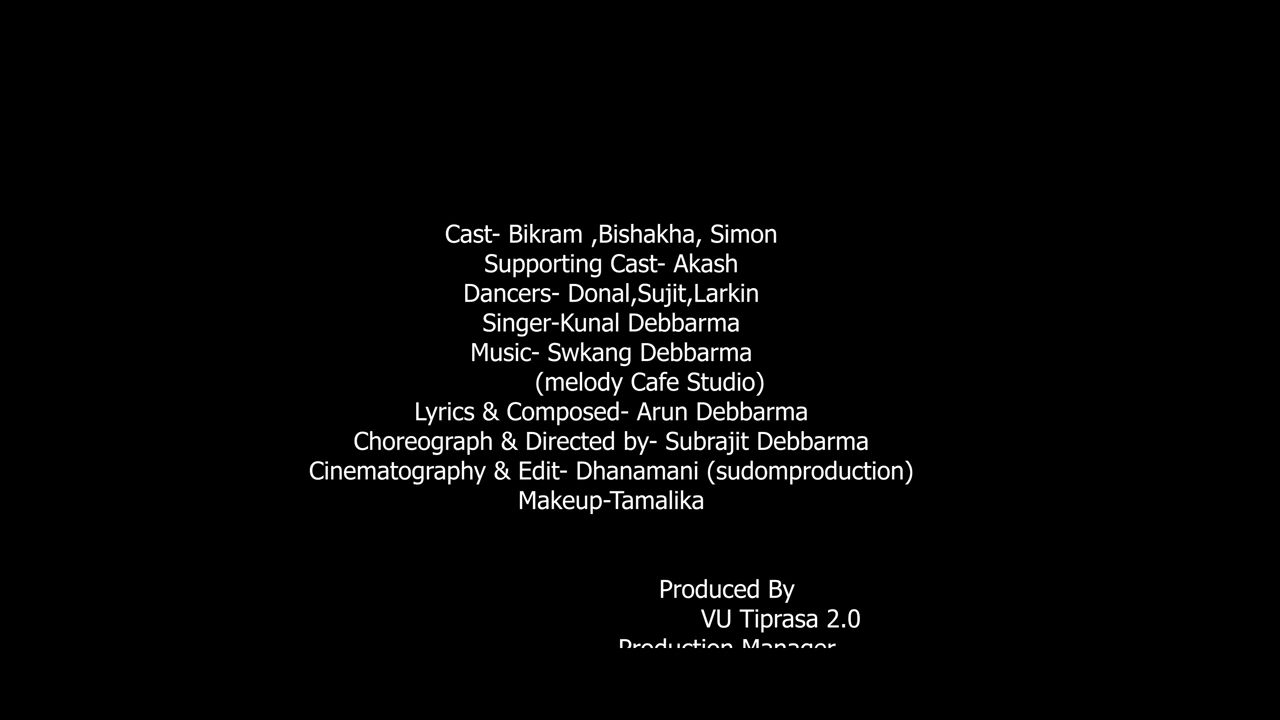 Cast- Bikram ,Bishakha, Simon
Supporting Cast- Akash
Dancers- Donal,Sujit,Larkin
Singer-Kunal Debbarma
Music- Swkang Debbarma
(melody Cafe Studio)
Lyrics & Composed- Arun Debbarma
Choreograph & Directed by- Subrajit Debbarma
Cinematography & Edit- Dhanamani (sudomproduction)
Makeup-Tamalika
Produced By
VU Tiprasa 2.0
Production Manager